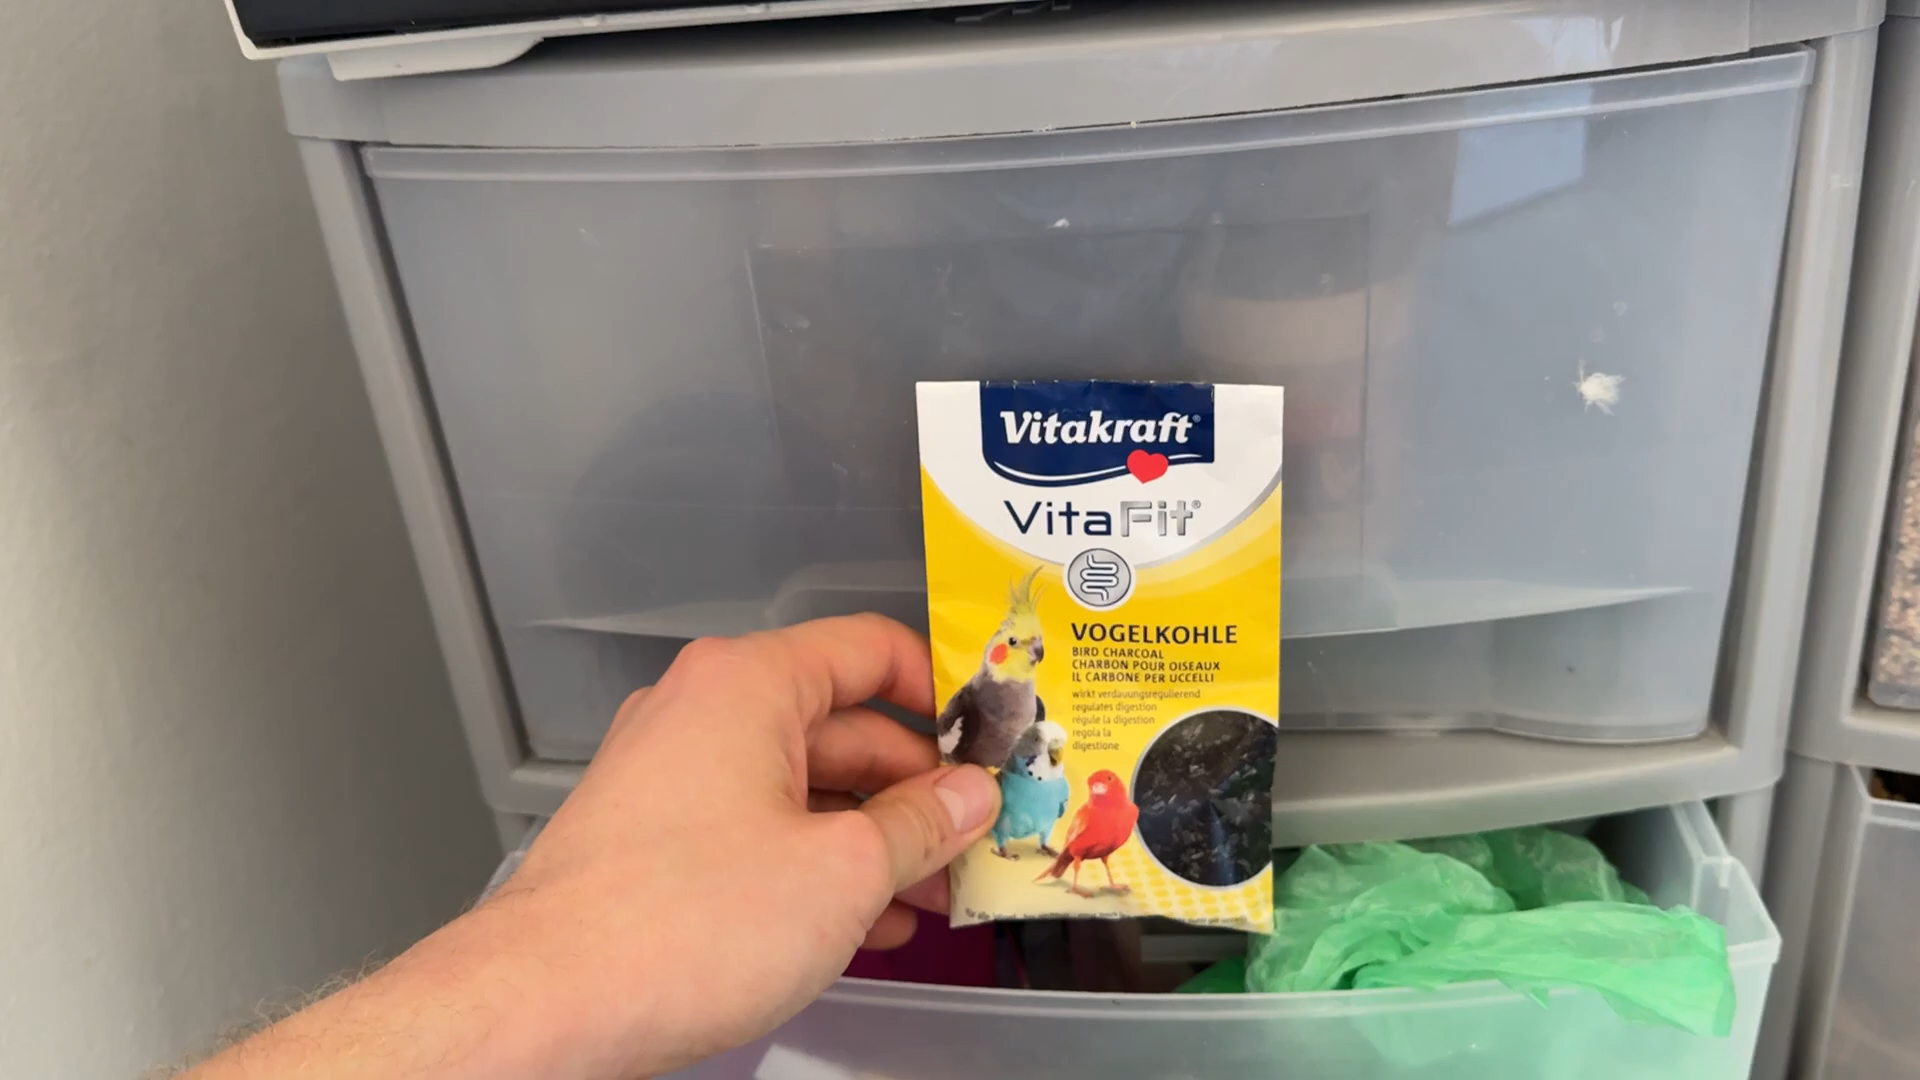 Vitakraft®
VitaFit®
VOGELKOHLE
BIRD CHARCOAL
CHARBON POUR OISEAUX
IL CARBONE PER UCCELLI
wirkt verdauungsregulierend
regulates digestion
régule la digestion
regola la
digestione